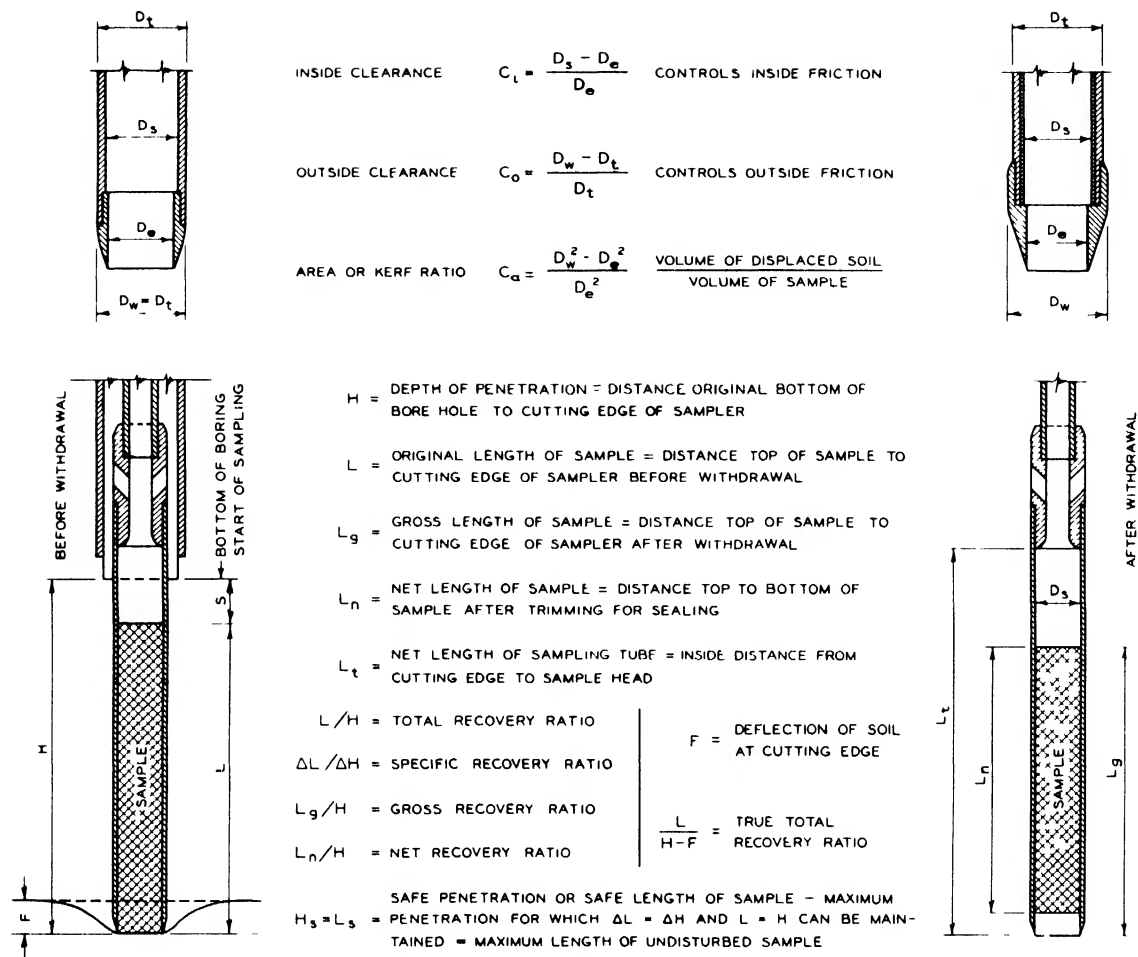 Dt
Ds
De
Dw = Dt
INSIDE CLEARANCE Ci = (Ds − De) / De CONTROLS INSIDE FRICTION
OUTSIDE CLEARANCE Co = (Dw − Dt) / Dt CONTROLS OUTSIDE FRICTION
AREA OR KERF RATIO Ca = (Dw² - De²) / De² VOLUME OF DISPLACED SOIL / VOLUME OF SAMPLE
Dt
Ds
De
Dw
BEFORE WITHDRAWAL
BOTTOM OF BORING
START OF SAMPLING
H
S
L
SAMPLE
F
H = DEPTH OF PENETRATION = DISTANCE ORIGINAL BOTTOM OF
BORE HOLE TO CUTTING EDGE OF SAMPLER
L = ORIGINAL LENGTH OF SAMPLE = DISTANCE TOP OF SAMPLE TO
CUTTING EDGE OF SAMPLER BEFORE WITHDRAWAL
Lg = GROSS LENGTH OF SAMPLE = DISTANCE TOP OF SAMPLE TO
CUTTING EDGE OF SAMPLER AFTER WITHDRAWAL
Ln = NET LENGTH OF SAMPLE = DISTANCE TOP TO BOTTOM OF
SAMPLE AFTER TRIMMING FOR SEALING
Lt = NET LENGTH OF SAMPLING TUBE = INSIDE DISTANCE FROM
CUTTING EDGE TO SAMPLE HEAD
L/H = TOTAL RECOVERY RATIO
ΔL/ΔH = SPECIFIC RECOVERY RATIO
Lg/H = GROSS RECOVERY RATIO
Ln/H = NET RECOVERY RATIO
F = DEFLECTION OF SOIL
AT CUTTING EDGE
L / (H-F) = TRUE TOTAL
RECOVERY RATIO
Hs = Ls = SAFE PENETRATION OR SAFE LENGTH OF SAMPLE – MAXIMUM
PENETRATION FOR WHICH ΔL = ΔH AND L = H CAN BE MAIN-
TAINED = MAXIMUM LENGTH OF UNDISTURBED SAMPLE
AFTER WITHDRAWAL
Ds
Lt
Ln
SAMPLE
Lg